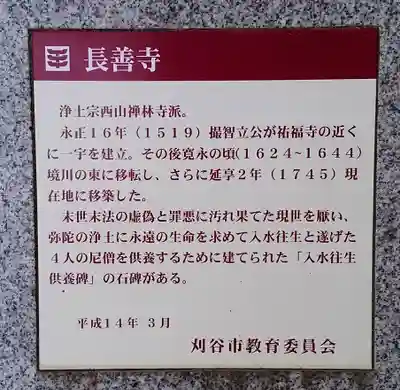 長善寺
浄土宗西山禅林寺派。
永正16年(1519)撮智立公が祐福寺の近く
に一宇を建立。その後寛永の頃(1624~1644)
境川の東に移転し、さらに延享2年(1745)現
在地に移築した。
末世末法の虚偽と罪悪に汚れ果てた現世を厭い、
弥陀の浄土に永遠の生命を求めて入水往生と遂げた
4人の尼僧を供養するために建てられた「入水往生
供養碑」の石碑がある。
平成14年 3月
刈谷市教育委員会